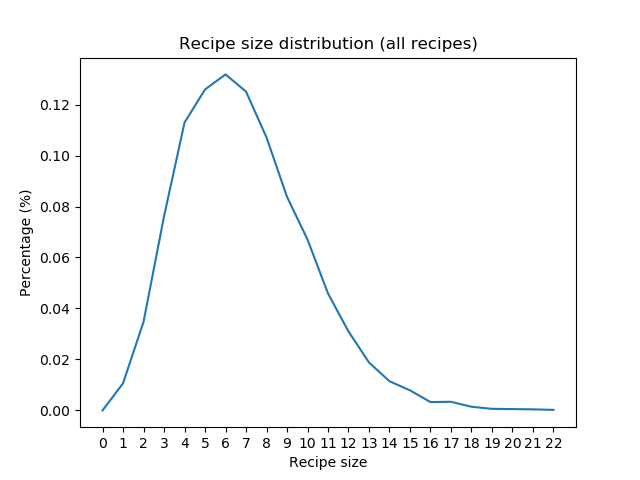 Recipe size distribution (all recipes)
Percentage (%)
0.12
0.10
0.08
0.06
0.04
0.02
0.00
0 1 2 3 4 5 6 7 8 9 10 11 12 13 14 15 16 17 18 19 20 21 22
Recipe size